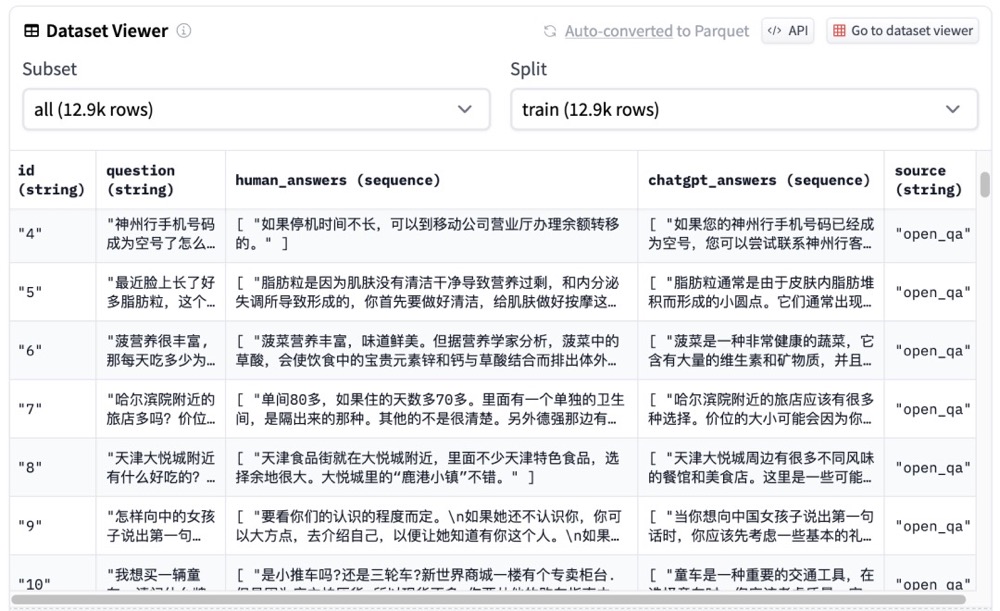 Dataset Viewer
Auto-converted to Parquet
API
Go to dataset viewer
Subset
Split
all (12.9k rows)
train (12.9k rows)
id
(string)
question
(string)
human_answers (sequence)
chatgpt_answers (sequence)
source
(string)
"4"
"神州行手机号码
成为空号了怎么…
[ "如果停机时间不长，可以到移动公司营业厅办理余额转移
的。" ]
[ "如果您的神州行手机号码已经成
为空号，您可以尝试联系神州行客…
"open_qa"
"5"
"最近脸上长了好
多脂肪粒，这个…
[ "脂肪粒是因为肌肤没有清洁干净导致营养过剩，和内分泌
失调所导致形成的，你首先要做好清洁，给肌肤做好按摩这…
[ "脂肪粒通常是由于皮肤内脂肪堆
积而形成的小圆点。它们通常出现…
"open_qa"
"6"
"菠营养很丰富，
那每天吃多少为…
[ "菠菜营养丰富，味道鲜美。但据营养学家分析，菠菜中的
草酸，会使饮食中的宝贵元素锌和钙与草酸结合而排出体外…
[ "菠菜是一种非常健康的蔬菜，它
含有大量的维生素和矿物质，并且…
"open_qa"
"7"
"哈尔滨院附近的
旅店多吗？价位…
[ "单间80多，如果住的天数多70多。里面有一个单独的卫生
间，是隔出来的那种。其他的不是很清楚。另外德强那边有…
[ "哈尔滨院附近的旅店应该有很多
种选择。价位的大小可能会因为你…
"open_qa"
"8"
"天津大悦城附近
有什么好吃的？…
[ "天津食品街就在大悦城附近，里面不少天津特色食品，选
择余地很大。大悦城里的“鹿港小镇”不错。" ]
[ "天津大悦城周边有很多不同风味
的餐馆和美食店。这里是一些可能…
"open_qa"
"9"
"怎样向中的女孩
子说出第一句…
[ "要看你们的认识的程度而定。\n如果她还不认识你，你可
以大方点，去介绍自己，以便让她知道有你这个人。\n如果…
[ "当你想向中国女孩子说出第一句
话时，你应该先考虑一些基本的礼…
"open_qa"
"10"
"我想买一辆童
[ "是小推车吗?还是三轮车?新世界商城一楼有个专卖柜台.
[ "童车是一种重要的交通工具，在
"open_qa"